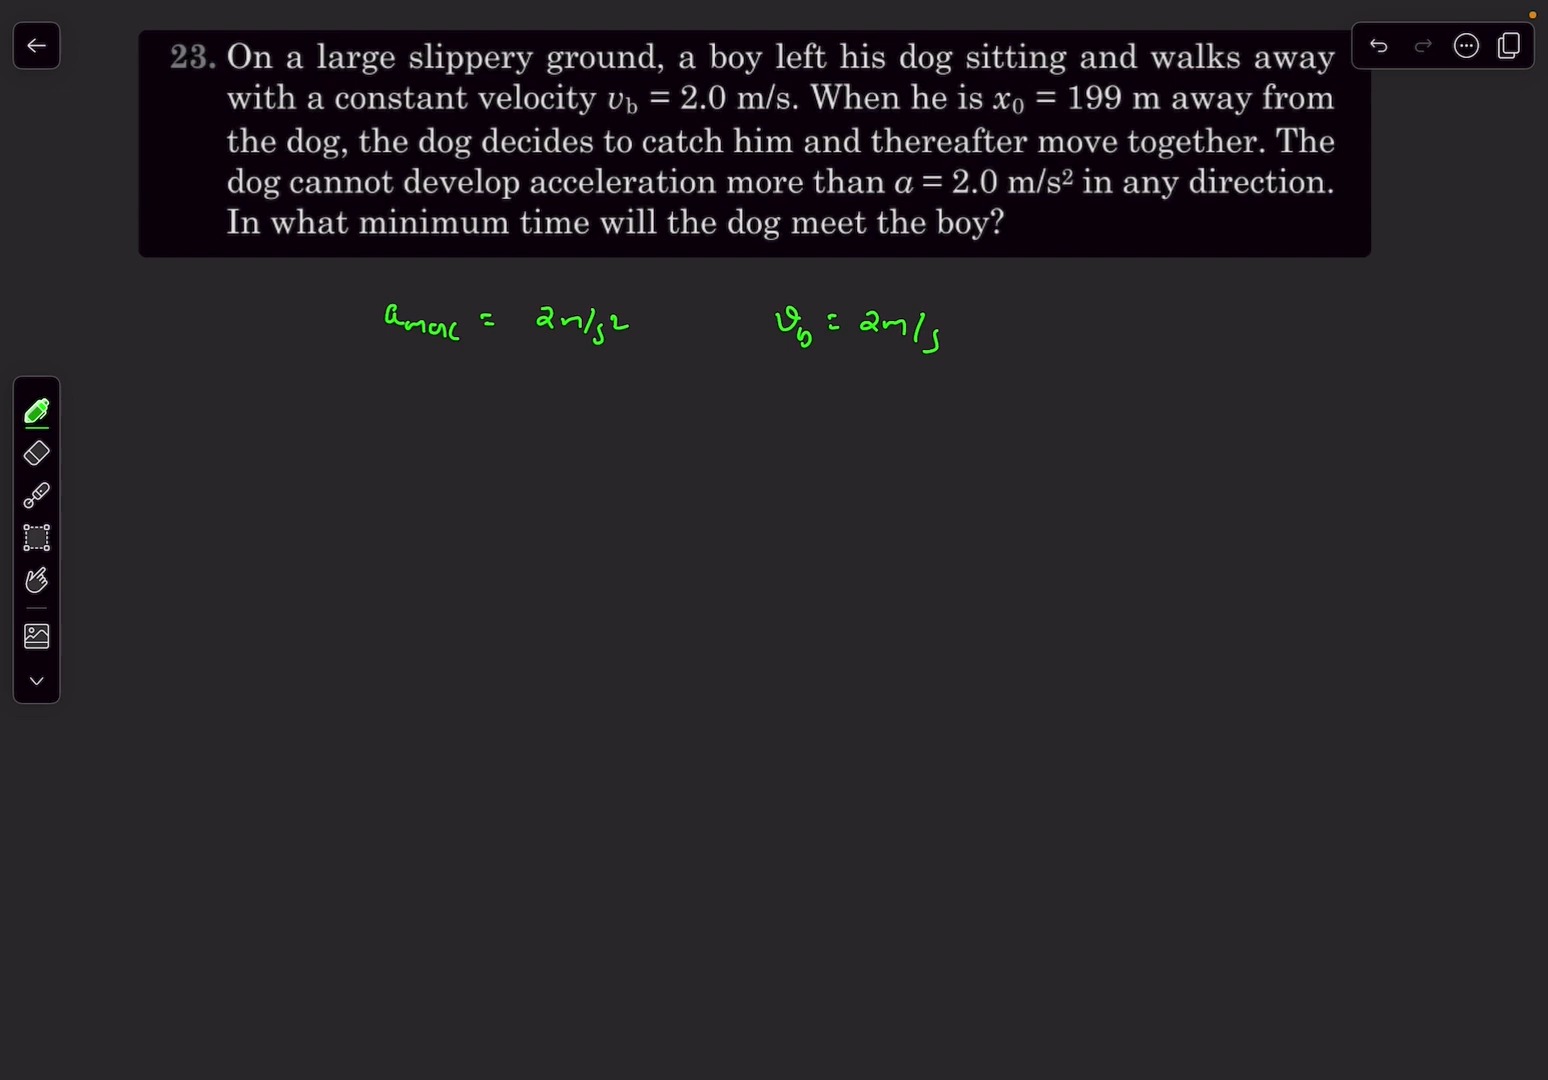 23. On a large slippery ground, a boy left his dog sitting and walks away
with a constant velocity v_b = 2.0 m/s. When he is x₀ = 199 m away from
the dog, the dog decides to catch him and thereafter move together. The
dog cannot develop acceleration more than a = 2.0 m/s² in any direction.
In what minimum time will the dog meet the boy?
a_max = 2m/s² v_b = 2m/s